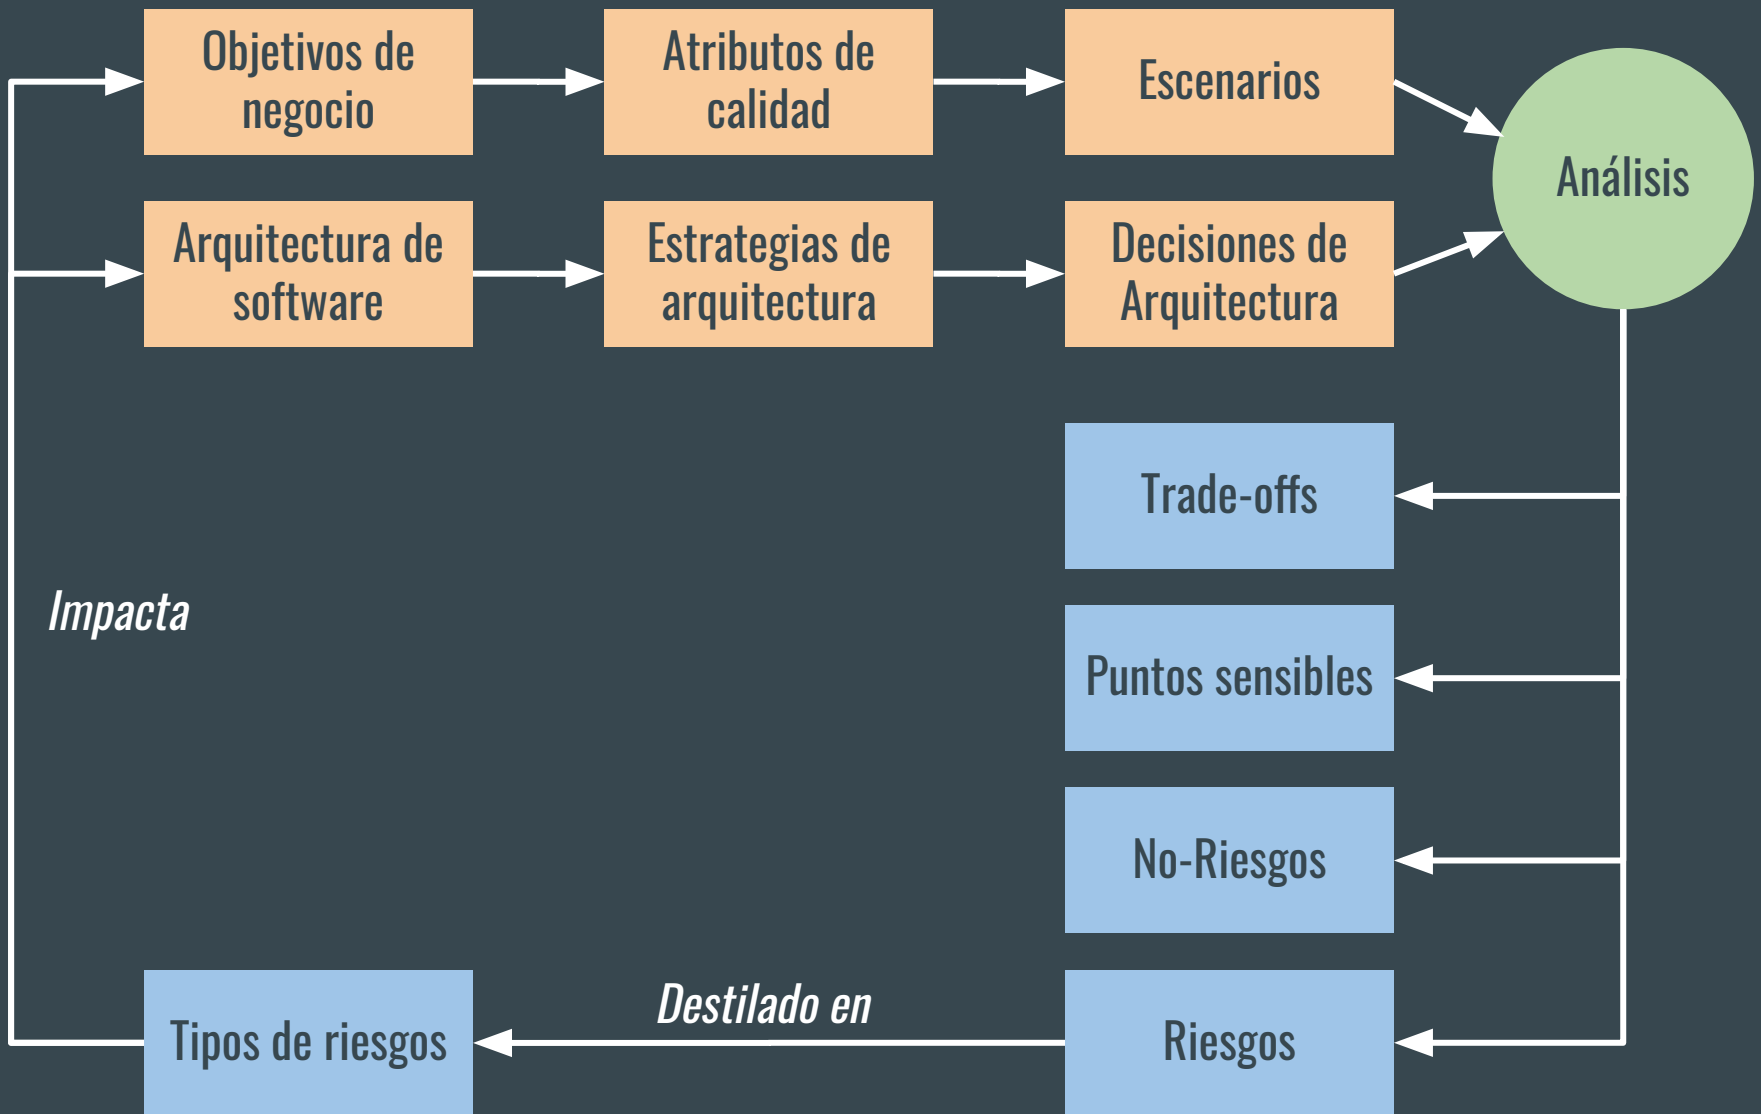 Objetivos de
negocio
Atributos de
calidad
Escenarios
Análisis
Arquitectura de
software
Estrategias de
arquitectura
Decisiones de
Arquitectura
Trade-offs
Impacta
Puntos sensibles
No-Riesgos
Tipos de riesgos
Destilado en
Riesgos